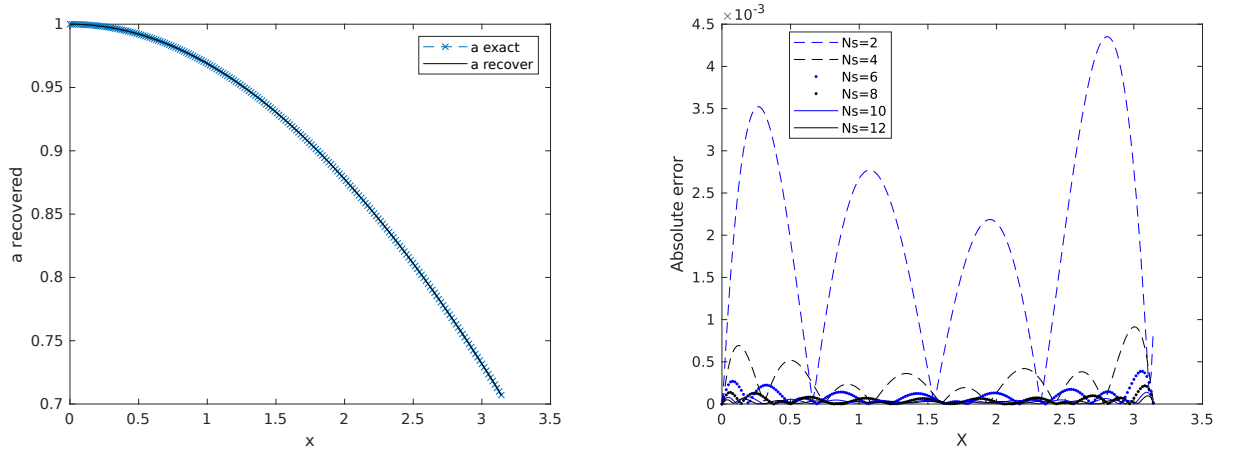 1
0.95
0.9
0.85
0.8
0.75
0.7
0
0.5
1
1.5
2
2.5
3
3.5
x
a recovered
a exact
a recover
×10⁻³
4.5
4
3.5
3
2.5
2
1.5
1
0.5
0
0
0.5
1
1.5
2
2.5
3
3.5
X
Absolute error
Ns=2
Ns=4
Ns=6
Ns=8
Ns=10
Ns=12